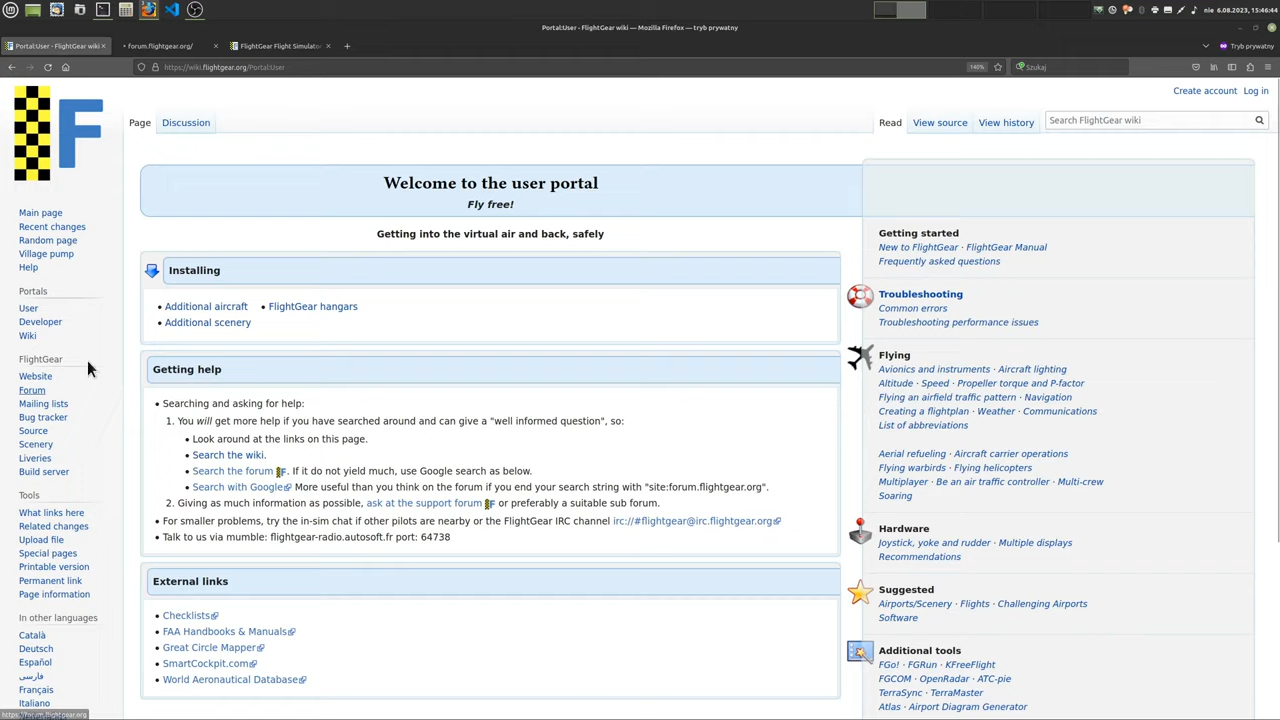 nie 6.08.2023, 15:46:44
Portal:User - FlightGear wiki — Mozilla Firefox — tryb prywatny
Portal:User - FlightGear wiki
forum.flightgear.org/
FlightGear Flight Simulator
Tryb prywatny
https://wiki.flightgear.org/Portal:User
140%
Szukaj
Create account Log in
Page Discussion Read View source View history Search FlightGear wiki
F
Main page
Recent changes
Random page
Village pump
Help
Portals
User
Developer
Wiki
FlightGear
Website
Forum
Mailing lists
Bug tracker
Source
Scenery
Liveries
Build server
Tools
What links here
Related changes
Upload file
Special pages
Printable version
Permanent link
Page information
In other languages
Català
Deutsch
Español
فارسی
Français
Italiano
https://forum.flightgear.org
Welcome to the user portal
Fly free!
Getting into the virtual air and back, safely
Installing
• Additional aircraft • FlightGear hangars
• Additional scenery
Getting help
• Searching and asking for help:
1. You will get more help if you have searched around and can give a "well informed question", so:
• Look around at the links on this page.
• Search the wiki.
• Search the forum F. If it do not yield much, use Google search as below.
• Search with Google More useful than you think on the forum if you end your search string with "site:forum.flightgear.org".
2. Giving as much information as possible, ask at the support forum F or preferably a suitable sub forum.
• For smaller problems, try the in-sim chat if other pilots are nearby or the FlightGear IRC channel irc://#flightgear@irc.flightgear.org
• Talk to us via mumble: flightgear-radio.autosoft.fr port: 64738
External links
• Checklists
• FAA Handbooks & Manuals
• Great Circle Mapper
• SmartCockpit.com
• World Aeronautical Database
Getting started
New to FlightGear · FlightGear Manual
Frequently asked questions
Troubleshooting
Common errors
Troubleshooting performance issues
Flying
Avionics and instruments · Aircraft lighting
Altitude · Speed · Propeller torque and P-factor
Flying an airfield traffic pattern · Navigation
Creating a flightplan · Weather · Communications
List of abbreviations
Aerial refueling · Aircraft carrier operations
Flying warbirds · Flying helicopters
Multiplayer · Be an air traffic controller · Multi-crew
Soaring
Hardware
Joystick, yoke and rudder · Multiple displays
Recommendations
Suggested
Airports/Scenery · Flights · Challenging Airports
Software
Additional tools
FGo! · FGRun · KFreeFlight
FGCOM · OpenRadar · ATC-pie
TerraSync · TerraMaster
Atlas · Airport Diagram Generator